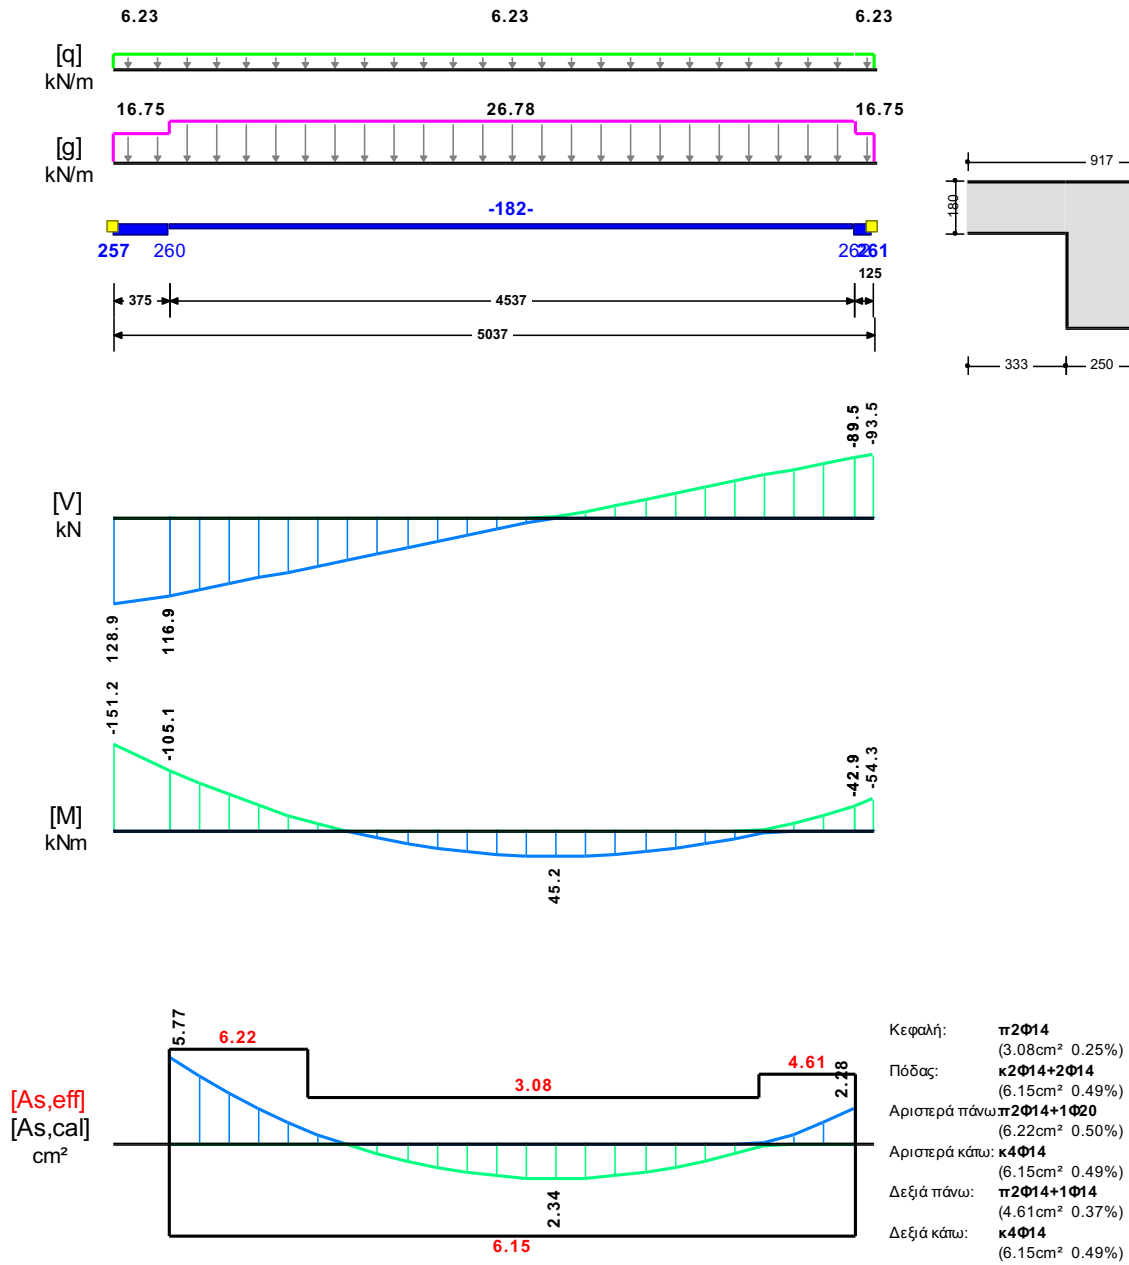 6.23 6.23 6.23
[q]
kN/m
16.75 26.78 16.75
[g]
kN/m
917
180
-182-
257 260 261
125
375 4537
5037
333 250
-89.5
-93.5
[V]
kN
128.9
116.9
-151.2
-105.1
-42.9
-54.3
[M]
kNm
45.2
5.77
6.22
3.08
4.61
2.28
[As,eff]
[As,cal]
cm²
2.34
6.15
Κεφαλή: π2Φ14
(3.08cm² 0.25%)
Πόδας: κ2Φ14+2Φ14
(6.15cm² 0.49%)
Αριστερά πάνω: π2Φ14+1Φ20
(6.22cm² 0.50%)
Αριστερά κάτω: κ4Φ14
(6.15cm² 0.49%)
Δεξιά πάνω: π2Φ14+1Φ14
(4.61cm² 0.37%)
Δεξιά κάτω: κ4Φ14
(6.15cm² 0.49%)